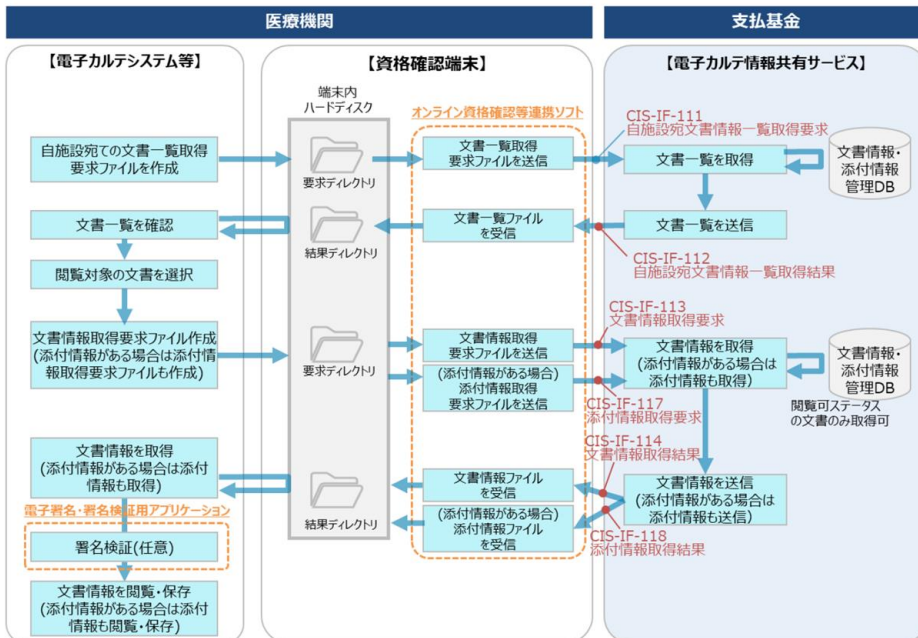 医療機関
支払基金
【電子カルテシステム等】
【資格確認端末】
【電子カルテ情報共有サービス】
端末内
ハードディスク
オンライン資格確認等連携ソフト
CIS-IF-111
自施設宛文書情報一覧取得要求
自施設宛ての文書一覧取得
要求ファイルを作成
要求ディレクトリ
文書一覧取得
要求ファイルを送信
文書一覧を取得
文書情報・
添付情報
管理DB
文書一覧を確認
結果ディレクトリ
文書一覧ファイル
を受信
文書一覧を送信
CIS-IF-112
自施設宛文書情報一覧取得結果
閲覧対象の文書を選択
CIS-IF-113
文書情報取得要求
文書情報取得要求ファイル作成
(添付情報がある場合は添付情
報取得要求ファイルも作成)
要求ディレクトリ
文書情報取得
要求ファイルを送信
(添付情報がある場合)
添付情報取得
要求ファイルを送信
文書情報を取得
(添付情報がある場合は
添付情報も取得)
文書情報・
添付情報
管理DB
閲覧可ステータス
の文書のみ取得可
CIS-IF-117
添付情報取得要求
CIS-IF-114
文書情報取得結果
文書情報を取得
(添付情報がある場合は添付
情報も取得)
結果ディレクトリ
文書情報ファイル
を受信
(添付情報がある場合)
添付情報ファイル
を受信
文書情報を送信
(添付情報がある場合は
添付情報も送信)
CIS-IF-118
添付情報取得結果
電子署名・署名検証用アプリケーション
署名検証(任意)
文書情報を閲覧・保存
(添付情報がある場合は添付
情報も閲覧・保存)